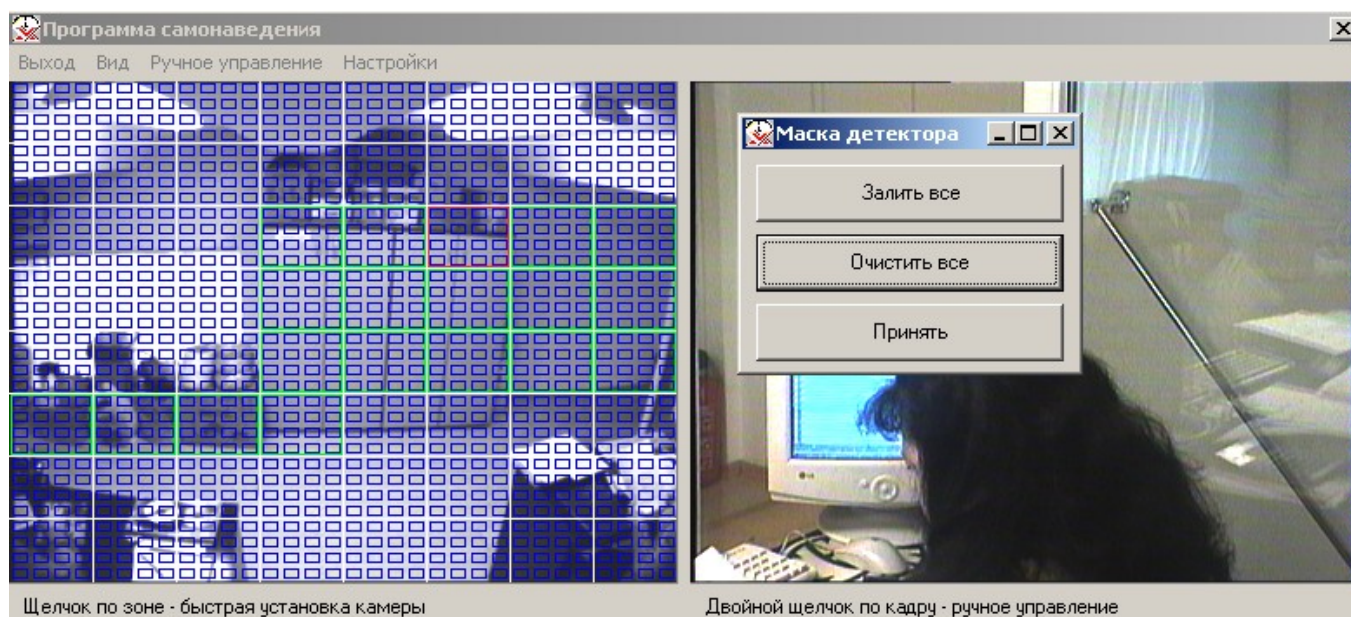 Программа самонаведения
Выход Вид Ручное управление Настройки
Маска детектора
Залить все
Очистить все
Принять
Щелчок по зоне - быстрая установка камеры
Двойной щелчок по кадру - ручное управление